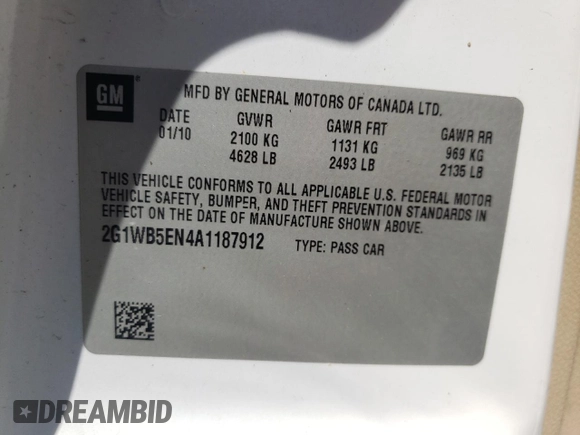 GM
MFD BY GENERAL MOTORS OF CANADA LTD.
DATE GVWR GAWR FRT GAWR RR
01/10 2100 KG 1131 KG 969 KG
4628 LB 2493 LB 2135 LB
THIS VEHICLE CONFORMS TO ALL APPLICABLE U.S. FEDERAL MOTOR
VEHICLE SAFETY, BUMPER, AND THEFT PREVENTION STANDARDS IN
EFFECT ON THE DATE OF MANUFACTURE SHOWN ABOVE.
2G1WB5EN4A1187912 TYPE: PASS CAR
DREAMBID